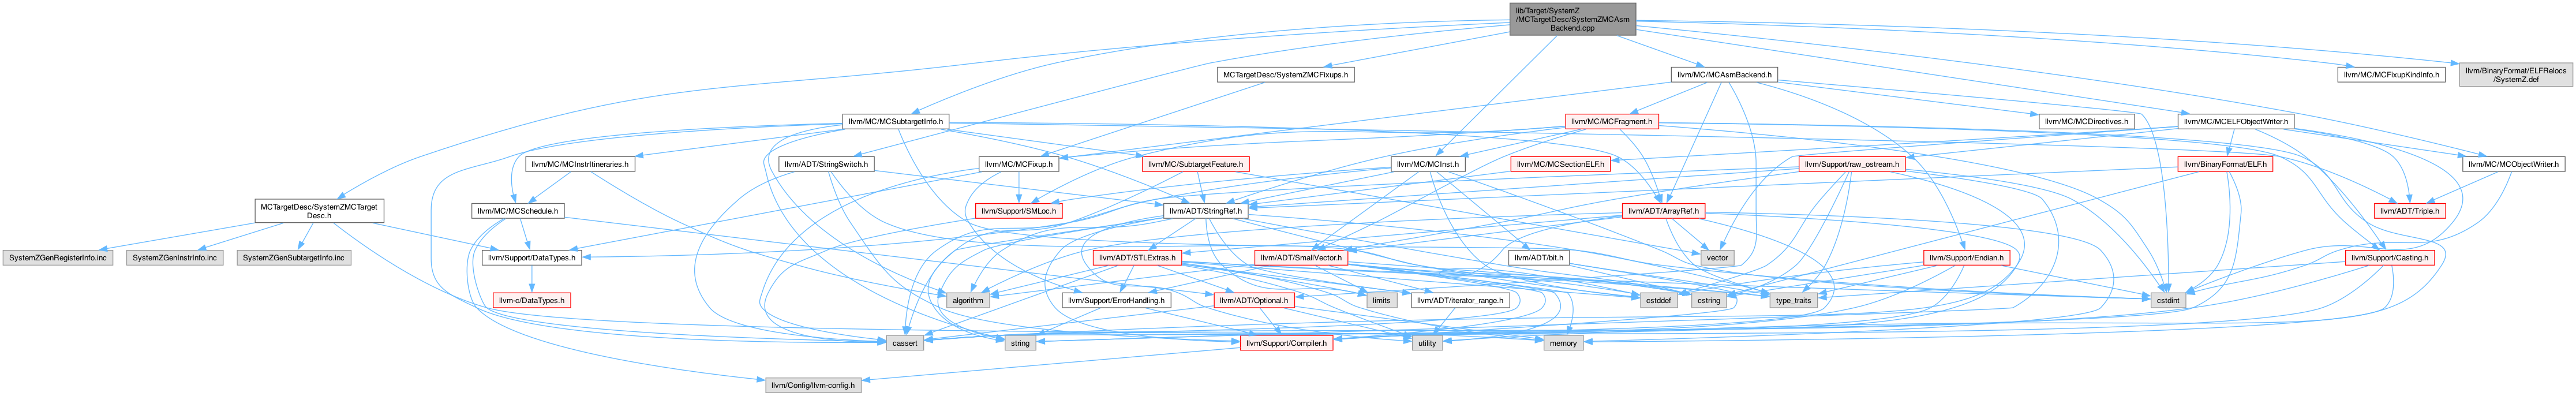 lib/Target/SystemZ
/MCTargetDesc/SystemZMCAsm
Backend.cpp
MCTargetDesc/SystemZMCFixups.h
llvm/MC/MCAsmBackend.h
llvm/MC/MCFixupKindInfo.h
llvm/BinaryFormat/ELFRelocs
/SystemZ.def
llvm/MC/MCSubtargetInfo.h
llvm/MC/MCFragment.h
llvm/MC/MCDirectives.h
llvm/MC/MCELFObjectWriter.h
llvm/MC/MCInstrItineraries.h
llvm/ADT/StringSwitch.h
llvm/MC/MCFixup.h
llvm/MC/SubtargetFeature.h
llvm/MC/MCInst.h
llvm/MC/MCSectionELF.h
llvm/Support/raw_ostream.h
llvm/BinaryFormat/ELF.h
llvm/MC/MCObjectWriter.h
MCTargetDesc/SystemZMCTarget
Desc.h
llvm/MC/MCSchedule.h
llvm/Support/SMLoc.h
llvm/ADT/StringRef.h
llvm/ADT/ArrayRef.h
llvm/ADT/Triple.h
SystemZGenRegisterInfo.inc
SystemZGenInstrInfo.inc
SystemZGenSubtargetInfo.inc
llvm/Support/DataTypes.h
llvm/ADT/STLExtras.h
llvm/ADT/SmallVector.h
llvm/ADT/bit.h
vector
llvm/Support/Endian.h
llvm/Support/Casting.h
llvm-c/DataTypes.h
algorithm
llvm/Support/ErrorHandling.h
llvm/ADT/Optional.h
limits
llvm/ADT/iterator_range.h
cstddef
cstring
type_traits
cstdint
cassert
string
llvm/Support/Compiler.h
utility
memory
llvm/Config/llvm-config.h